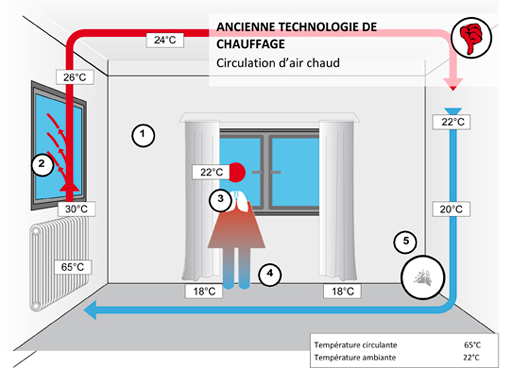 ANCIENNE TECHNOLOGIE DE
CHAUFFAGE
Circulation d'air chaud
24°C
26°C
1
22°C
2
22°C
3
30°C
20°C
65°C
5
4
18°C
18°C
Température circulante 65°C
Température ambiante 22°C